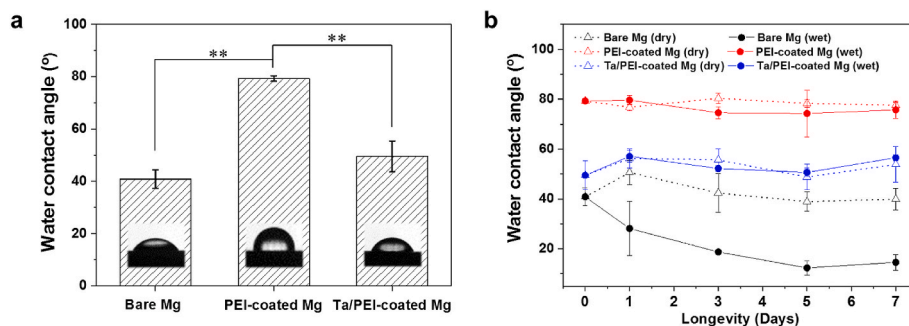 a
Water contact angle (º)
100
80
60
40
20
0
**
**
Bare Mg
PEI-coated Mg
Ta/PEI-coated Mg
b
Water contact angle (º)
100
80
60
40
20
Bare Mg (dry)
Bare Mg (wet)
PEI-coated Mg (dry)
PEI-coated Mg (wet)
Ta/PEI-coated Mg (dry)
Ta/PEI-coated Mg (wet)
0 1 2 3 4 5 6 7
Longevity (Days)